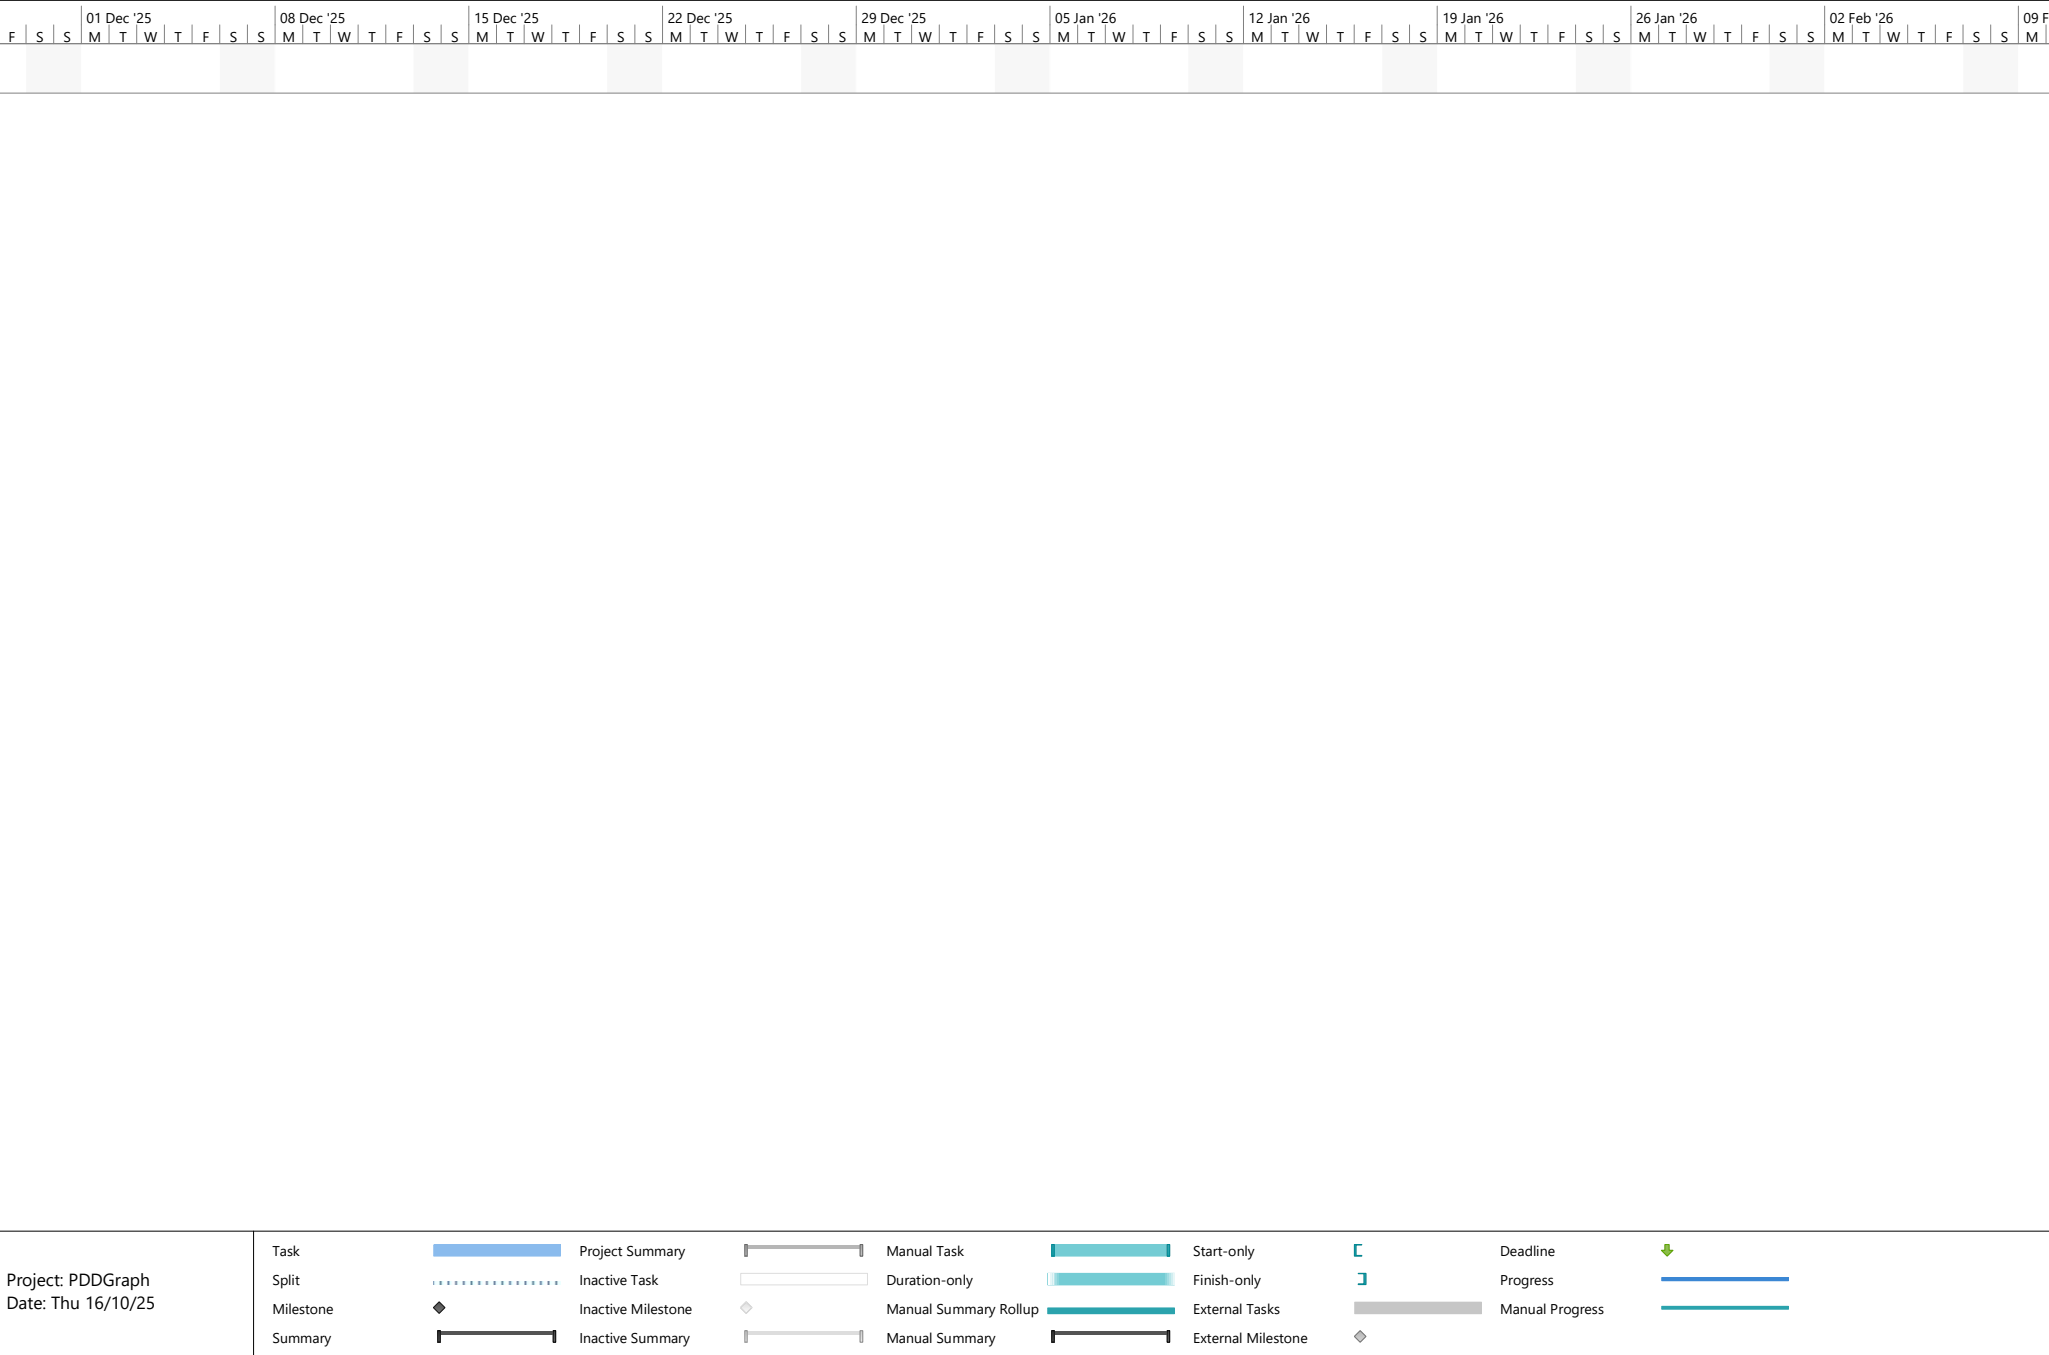 01 Dec '25 08 Dec '25 15 Dec '25 22 Dec '25 29 Dec '25 05 Jan '26 12 Jan '26 19 Jan '26 26 Jan '26 02 Feb '26 09 F
F S S M T W T F S S M T W T F S S M T W T F S S M T W T F S S M T W T F S S M T W T F S S M T W T F S S M T W T F S S M T W T F S S M T W T F S S M
Project: PDDGraph
Date: Thu 16/10/25
Task Project Summary Manual Task Start-only Deadline
Split Inactive Task Duration-only Finish-only Progress
Milestone Inactive Milestone Manual Summary Rollup External Tasks Manual Progress
Summary Inactive Summary Manual Summary External Milestone